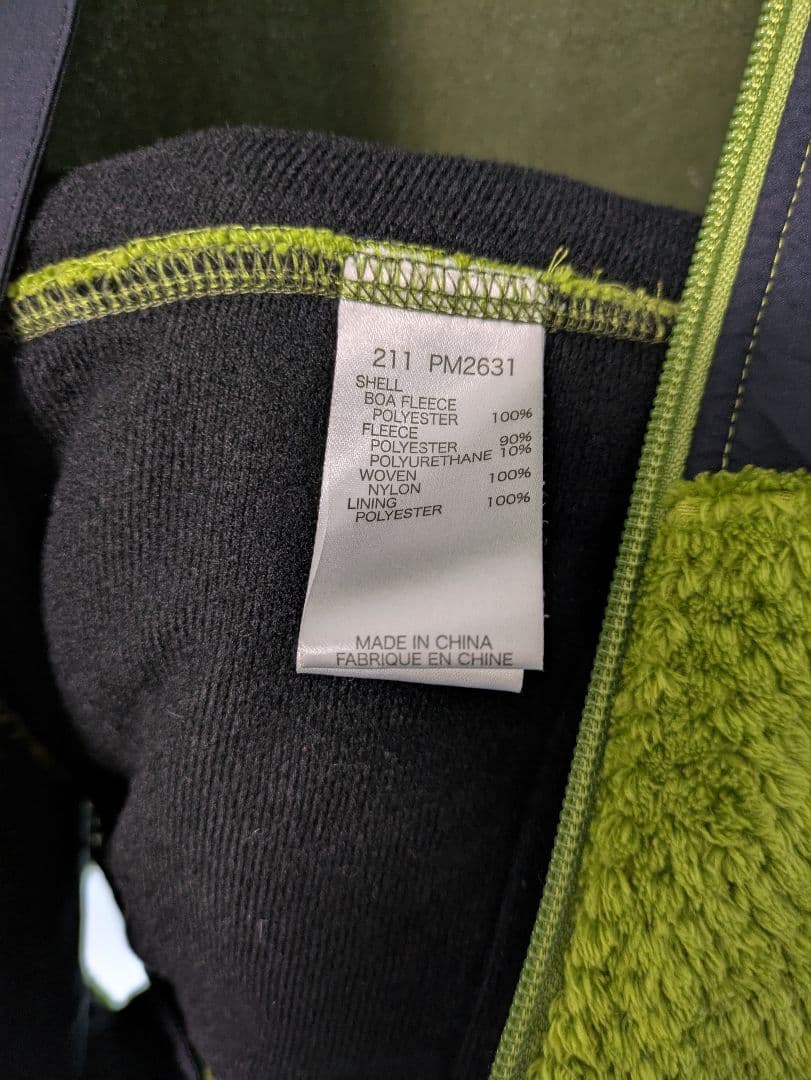 211 PM2631
SHELL
BOA FLEECE
POLYESTER 100%
FLEECE
POLYESTER 90%
POLYURETHANE 10%
WOVEN
NYLON 100%
LINING
POLYESTER 100%
MADE IN CHINA
FABRIQUE EN CHINE